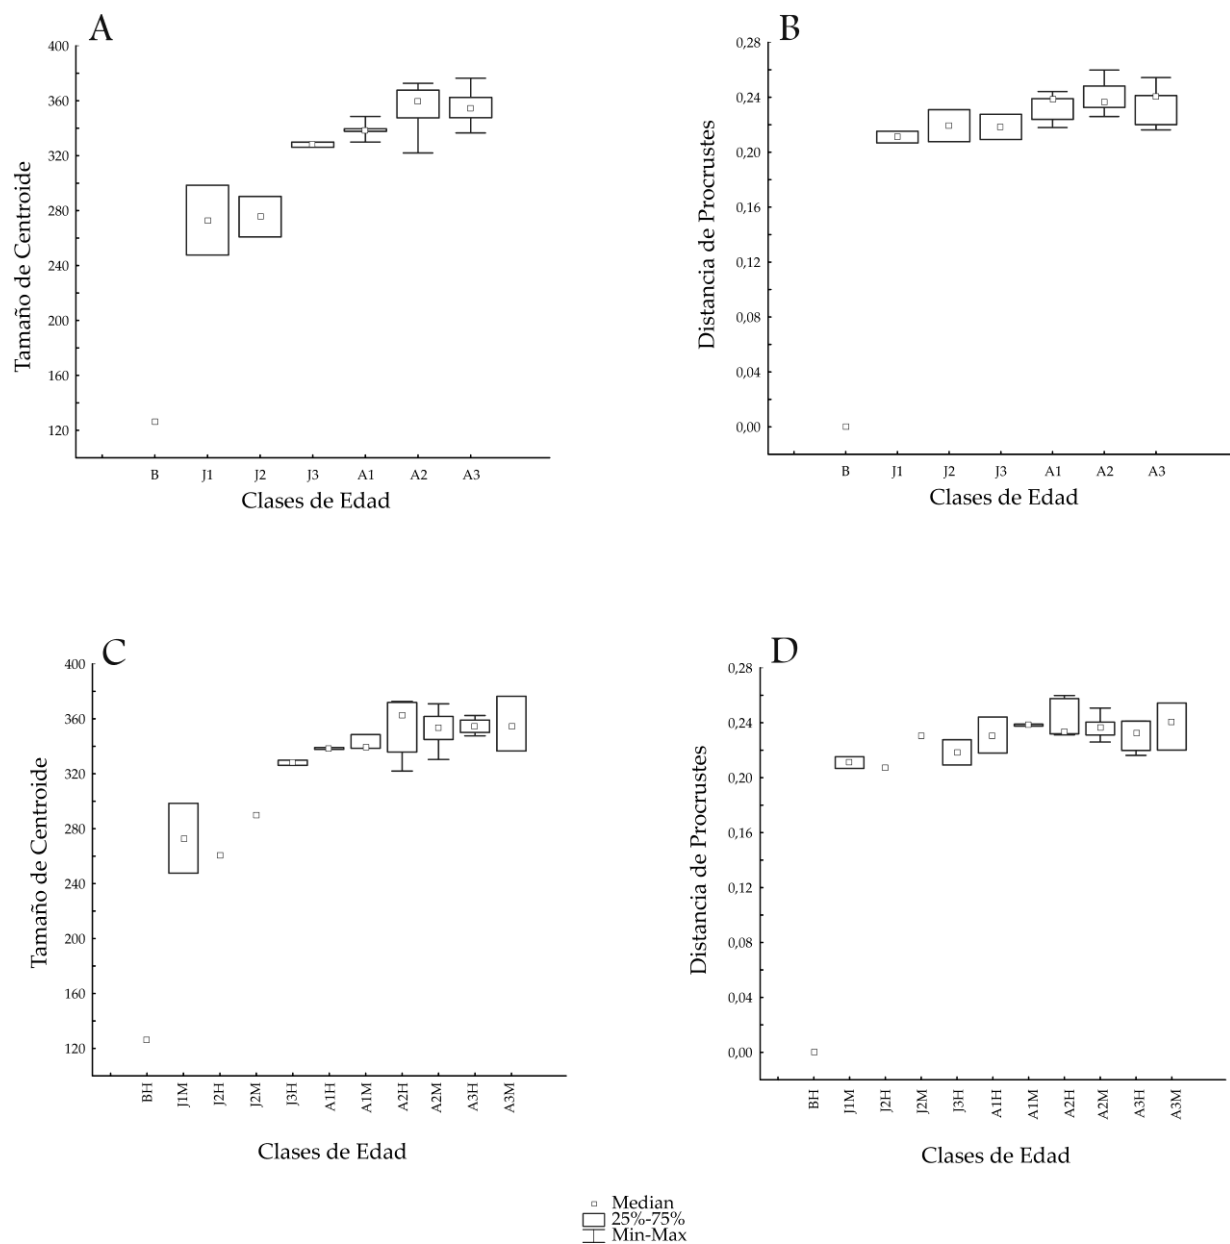 A
400
360
320
280
240
200
160
120
Tamaño de Centroide
B J1 J2 J3 A1 A2 A3
Clases de Edad
B
0,28
0,24
0,20
0,16
0,12
0,08
0,04
0,00
Distancia de Procrustes
B J1 J2 J3 A1 A2 A3
Clases de Edad
C
400
360
320
280
240
200
160
120
Tamaño de Centroide
BH J1M J2H J2M J3H A1H A1M A2H A2M A3H A3M
Clases de Edad
D
0,28
0,24
0,20
0,16
0,12
0,08
0,04
0,00
Distancia de Procrustes
BH J1M J2H J2M J3H A1H A1M A2H A2M A3H A3M
Clases de Edad
Median
25%-75%
Min-Max